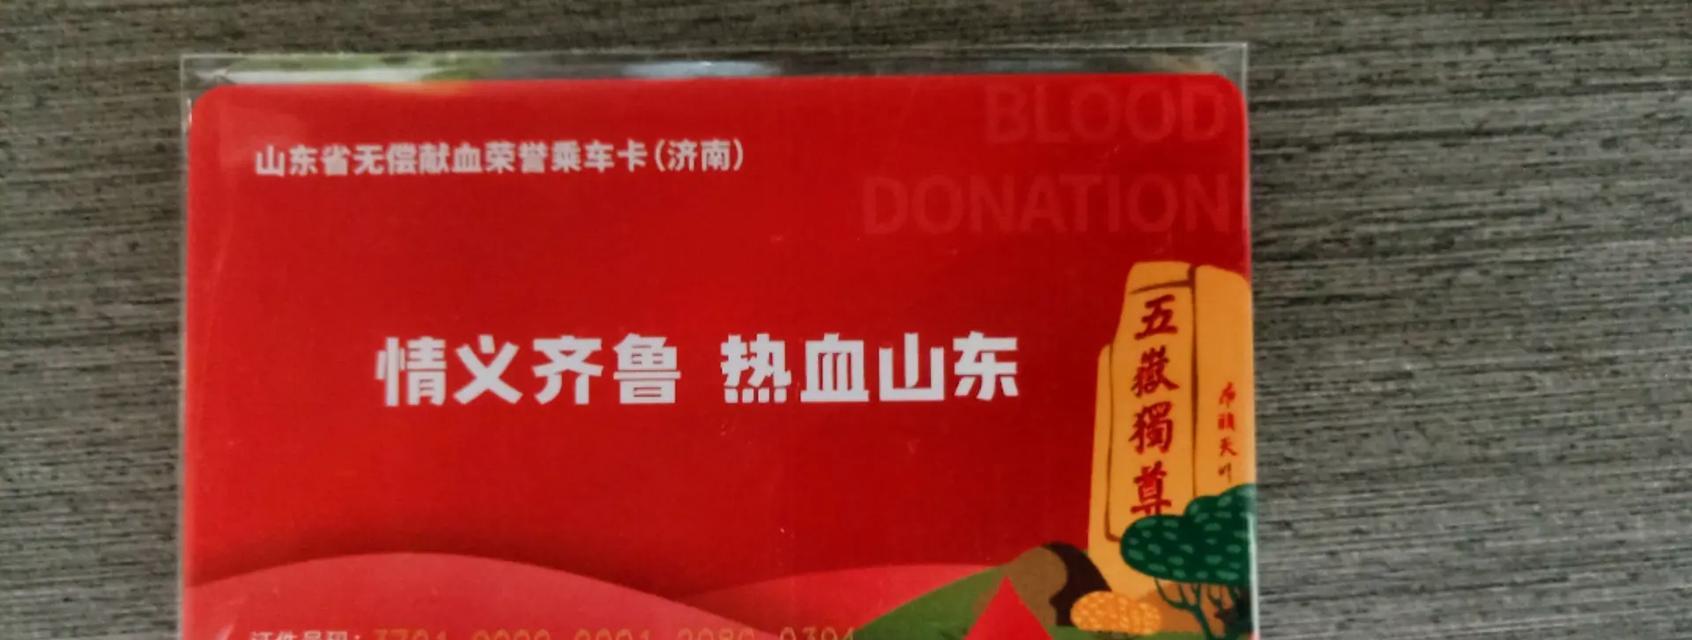 BLOOD
DONATION
山东省无偿献血荣誉乘车卡(济南)
情义齐鲁 热血山东
五
嶽
獨
尊